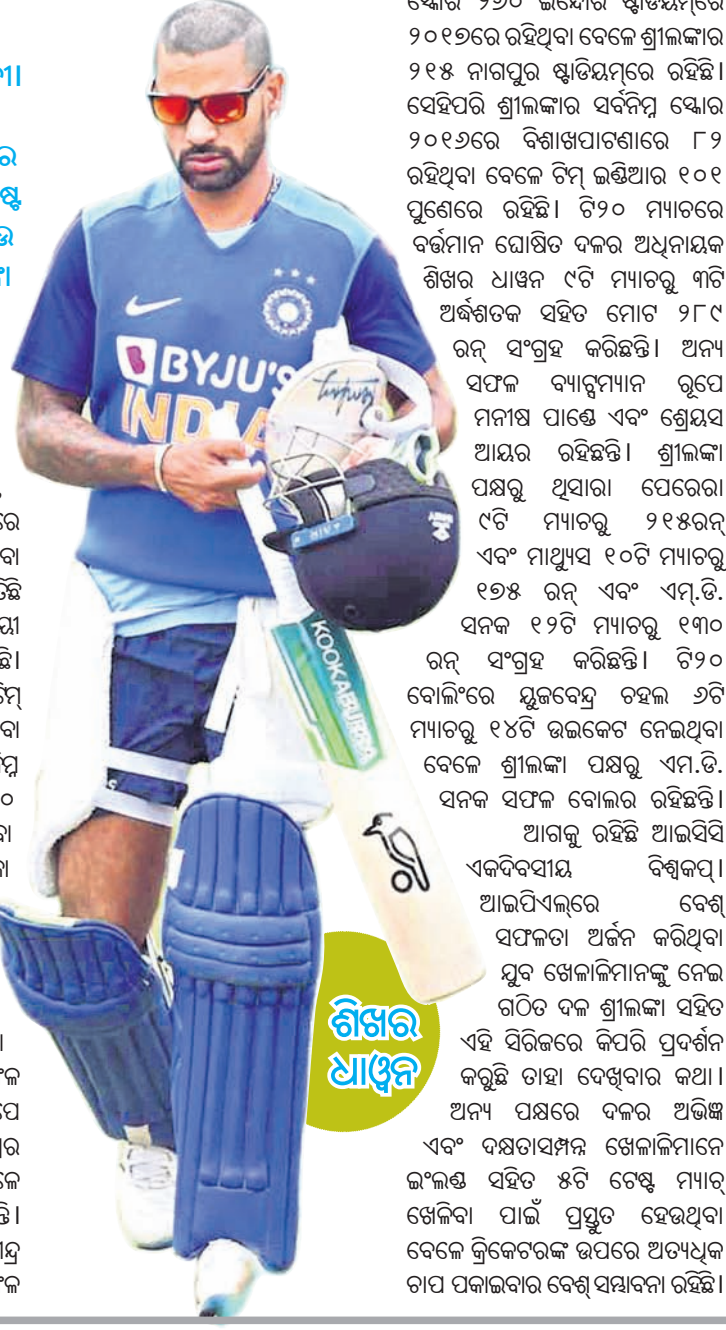 ସ୍କୋର ୨୬୦ ଇନ୍ଦୋର ଷ୍ଟାଡିୟମ୍‌ରେ
୨୦୧୭ରେ ରହିଥିବା ବେଳେ ଶ୍ରୀଲଙ୍କାର
୨୧୫ ନାଗପୁର ଷ୍ଟାଡିୟମ୍‌ରେ ରହିଛି।
ସେହିପରି ଶ୍ରୀଲଙ୍କାର ସର୍ବନିମ୍ନ ସ୍କୋର
୨୦୧୬ରେ ବିଶାଖପାଟଣାରେ ୮୨
ରହିଥିବା ବେଳେ ଟିମ୍ ଇଣ୍ଡିଆର ୧୦୧
ପୁଣେରେ ରହିଛି। ଟି୨୦ ମ୍ୟାଚରେ
ବର୍ତ୍ତମାନ ଘୋଷିତ ଦଳର ଅଧିନାୟକ
ଶିଖର ଧାୱନ ୯ଟି ମ୍ୟାଚରୁ ୩ଟି
ଅର୍ଦ୍ଧଶତକ ସହିତ ମୋଟ ୨୮୯
ରନ୍ ସଂଗ୍ରହ କରିଛନ୍ତି। ଅନ୍ୟ
ସଫଳ ବ୍ୟାଟ୍ସମ୍ୟାନ ରୂପେ
ମନୀଷ ପାଣ୍ଡେ ଏବଂ ଶ୍ରେୟସ
ଆୟର ରହିଛନ୍ତି। ଶ୍ରୀଲଙ୍କା
ପକ୍ଷରୁ ଥିସାରା ପେରେରା
୯ଟି ମ୍ୟାଚରୁ ୨୧୫ରନ୍
ଏବଂ ମାଥ୍ୟୁସ ୧୦ଟି ମ୍ୟାଚରୁ
୧୭୫ ରନ୍ ଏବଂ ଏମ୍.ଡି.
ସନକ ୧୨ଟି ମ୍ୟାଚରୁ ୧୩୦
ରନ୍ ସଂଗ୍ରହ କରିଛନ୍ତି। ଟି୨୦
ବୋଲିଂରେ ୟୁଜବେନ୍ଦ୍ର ଚହଲ ୬ଟି
ମ୍ୟାଚରୁ ୧୪ଟି ଉଇକେଟ ନେଇଥିବା
ବେଳେ ଶ୍ରୀଲଙ୍କା ପକ୍ଷରୁ ଏମ.ଡି.
ସନକ ସଫଳ ବୋଲର ରହିଛନ୍ତି।
ଆଗକୁ ରହିଛି ଆଇସିସି
ଏକଦିବସୀୟ ବିଶ୍ୱକପ୍।
ଆଇପିଏଲ୍‌ରେ ବେଶ୍
ସଫଳତା ଅର୍ଜନ କରିଥିବା
ଯୁବ ଖେଳାଳିମାନଙ୍କୁ ନେଇ
ଗଠିତ ଦଳ ଶ୍ରୀଲଙ୍କା ସହିତ
ଏହି ସିରିଜରେ କିପରି ପ୍ରଦର୍ଶନ
କରୁଛି ତାହା ଦେଖିବାର କଥା।
ଅନ୍ୟ ପକ୍ଷରେ ଦଳର ଅଭିଜ୍ଞ
ଏବଂ ଦକ୍ଷତାସମ୍ପନ୍ନ ଖେଳାଳିମାନେ
ଇଂଲଣ୍ଡ ସହିତ ୫ଟି ଟେଷ୍ଟ ମ୍ୟାଚ୍
ଖେଳିବା ପାଇଁ ପ୍ରସ୍ତୁତ ହେଉଥିବା
ବେଳେ କ୍ରିକେଟରଙ୍କ ଉପରେ ଅତ୍ୟଧିକ
ଚାପ ପକାଇବାର ବେଶ୍ ସମ୍ଭାବନା ରହିଛି।
ଶିଖର
ଧାୱନ
BYJU'S
INDIA
KOOKABURRA